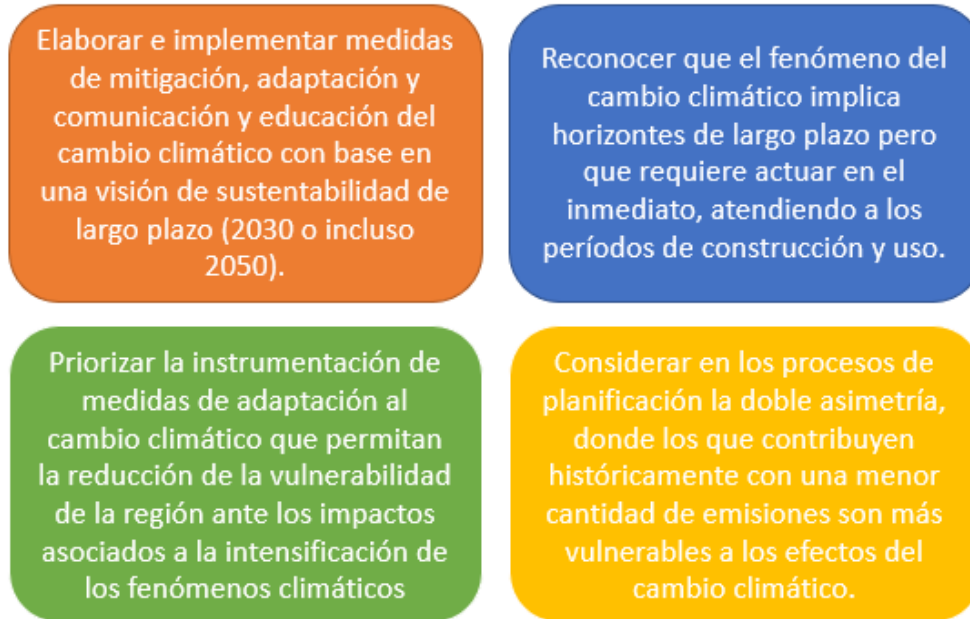 Elaborar e implementar medidas
de mitigación, adaptación y
comunicación y educación del
cambio climático con base en
una visión de sustentabilidad de
largo plazo (2030 o incluso
2050).
Reconocer que el fenómeno del
cambio climático implica
horizontes de largo plazo pero
que requiere actuar en el
inmediato, atendiendo a los
períodos de construcción y uso.
Priorizar la instrumentación de
medidas de adaptación al
cambio climático que permitan
la reducción de la vulnerabilidad
de la región ante los impactos
asociados a la intensificación de
los fenómenos climáticos
Considerar en los procesos de
planificación la doble asimetría,
donde los que contribuyen
históricamente con una menor
cantidad de emisiones son más
vulnerables a los efectos del
cambio climático.